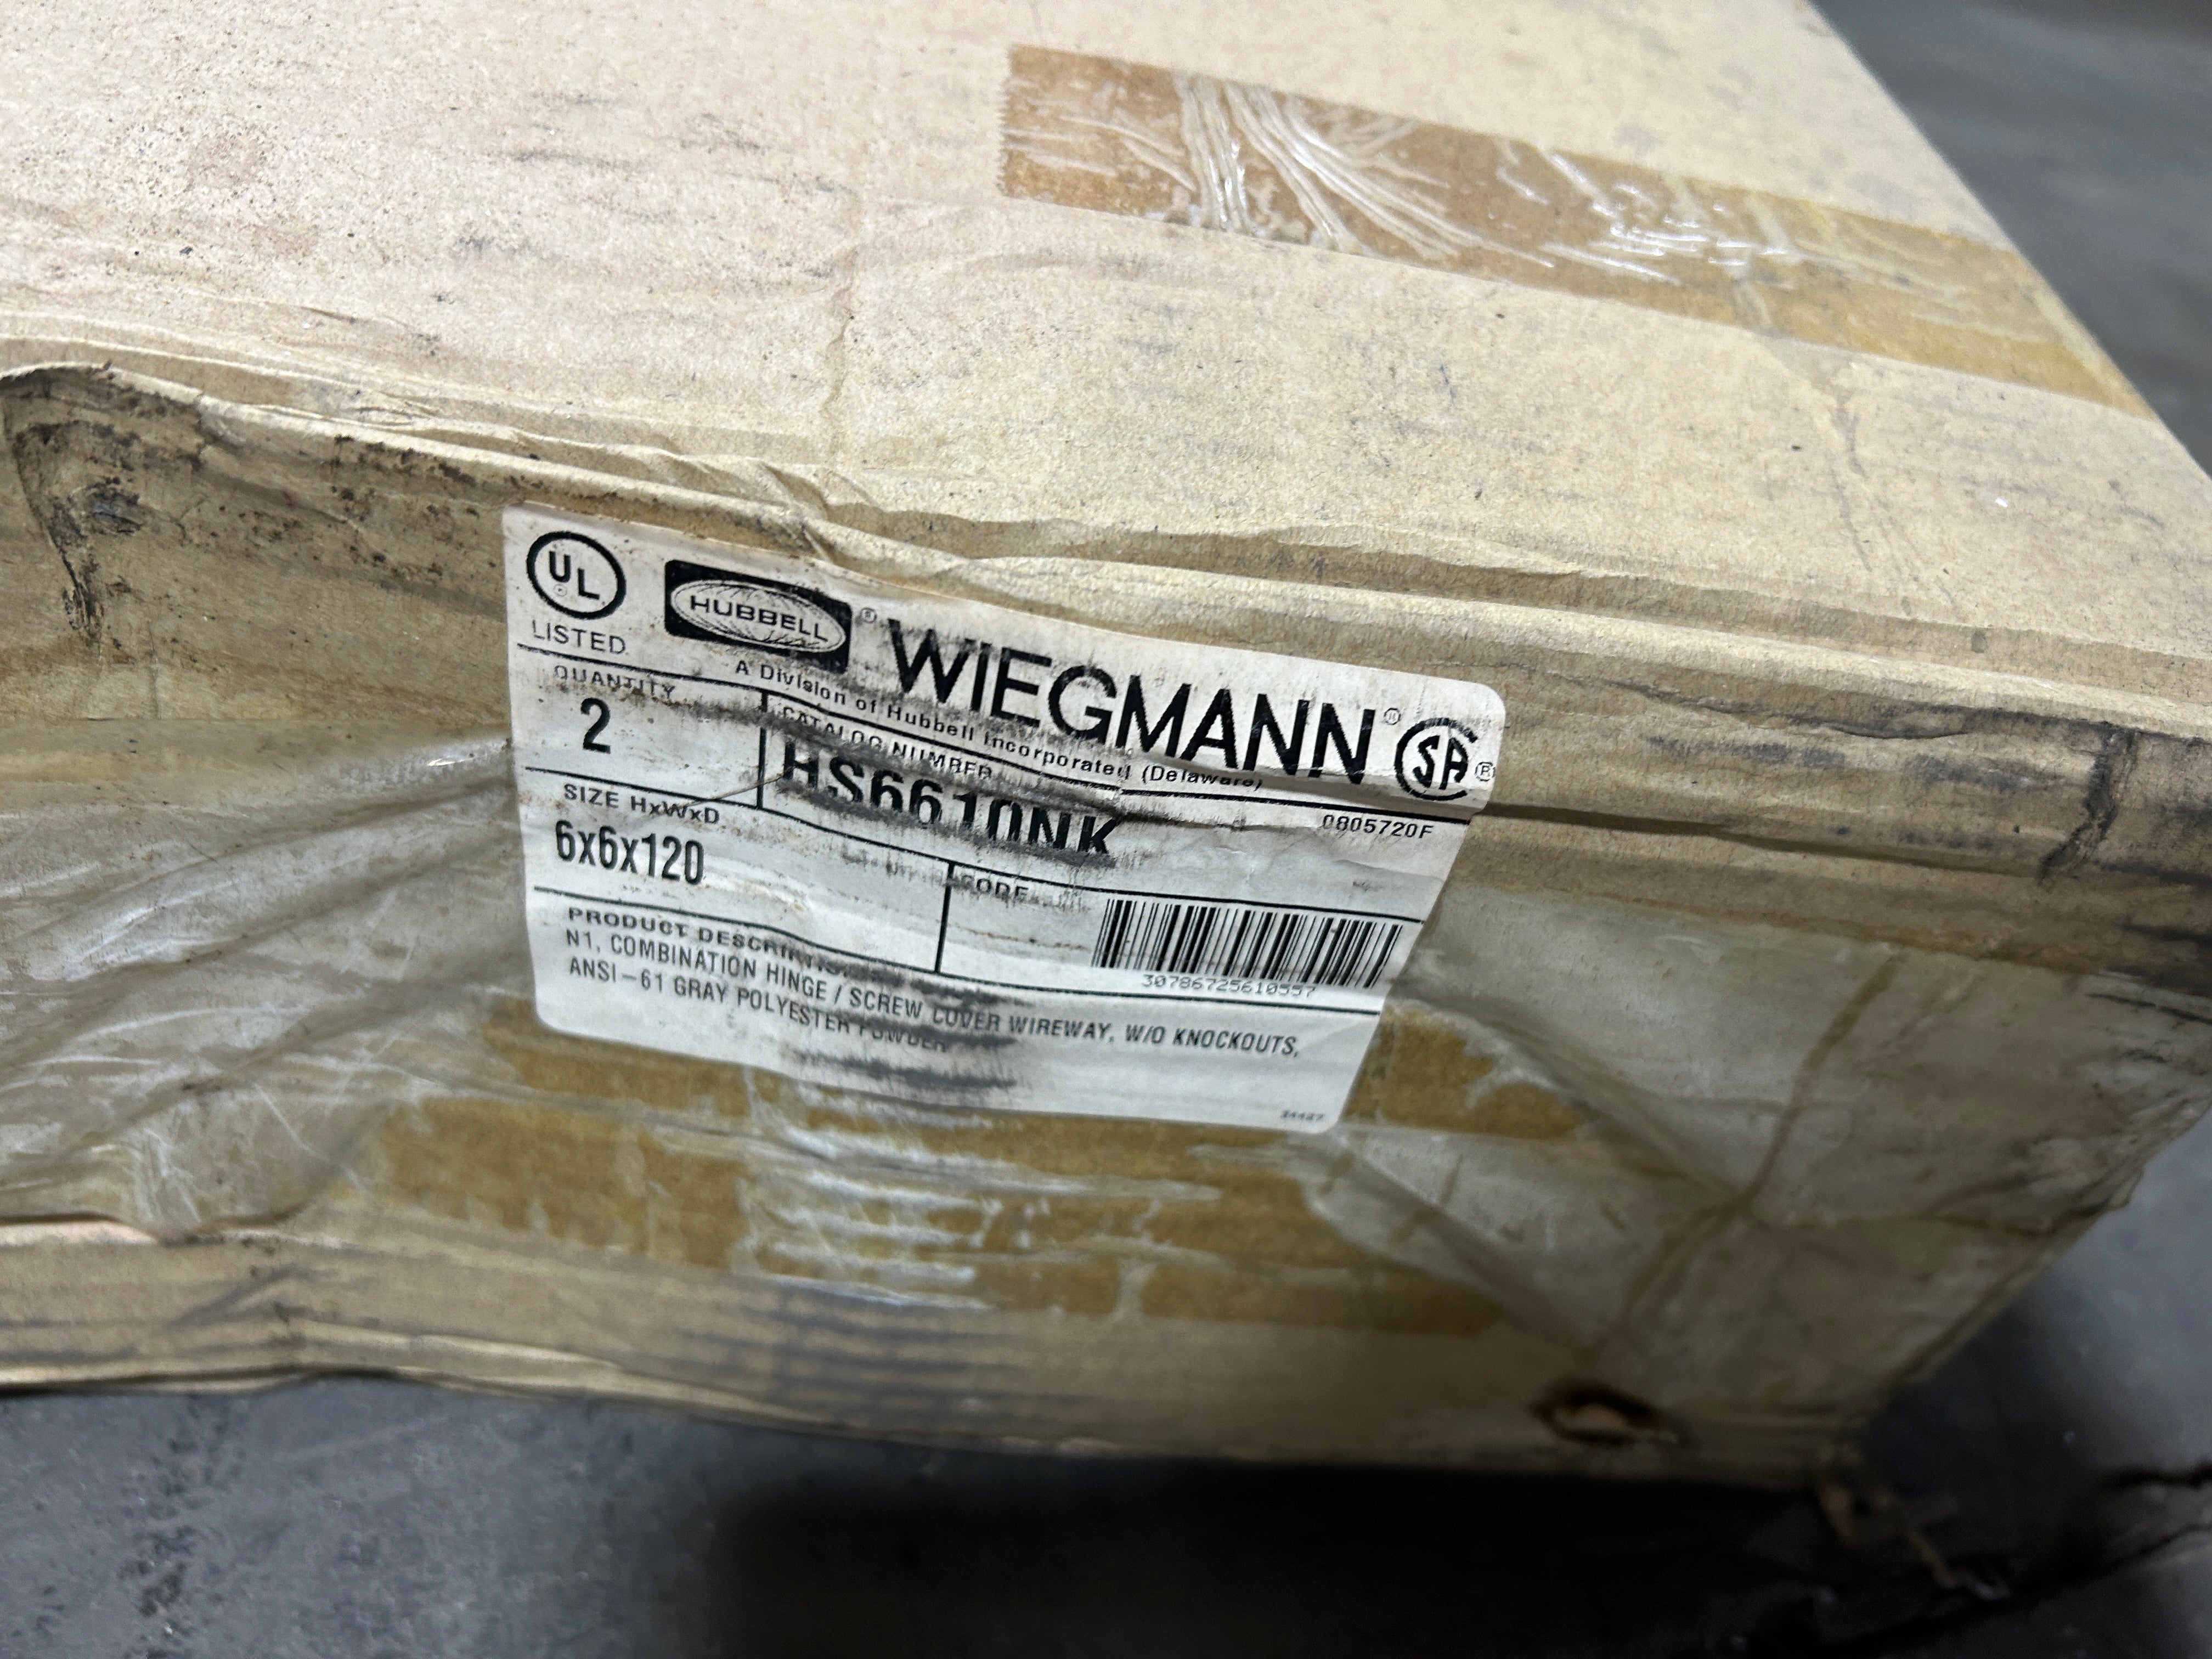 UL
LISTED
HUBBELL® WIEGMANN®
A Division of Hubbell Incorporated (Delaware)
SA®
QUANTITY
2
CATALOG NUMBER
HS6610NK
0805720F
SIZE HxWxD
6x6x120
CODE
30786725610557
PRODUCT DESCRIPTION
N1, COMBINATION HINGE / SCREW COVER WIREWAY, W/O KNOCKOUTS,
ANSI-61 GRAY POLYESTER POWDER